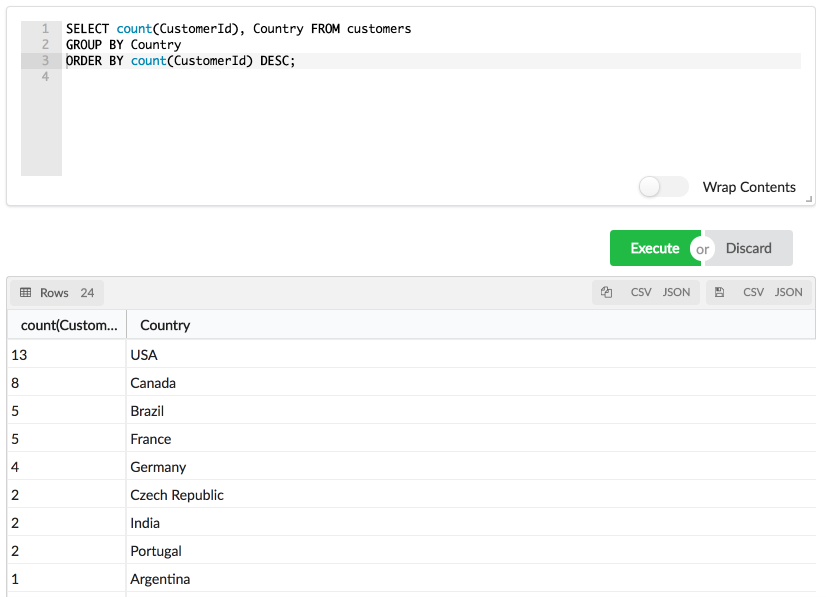 1 SELECT count(CustomerId), Country FROM customers
2 GROUP BY Country
3 ORDER BY count(CustomerId) DESC;
4
Wrap Contents
Execute or Discard
Rows 24 CSV JSON CSV JSON
count(Custom... Country
13 USA
8 Canada
5 Brazil
5 France
4 Germany
2 Czech Republic
2 India
2 Portugal
1 Argentina